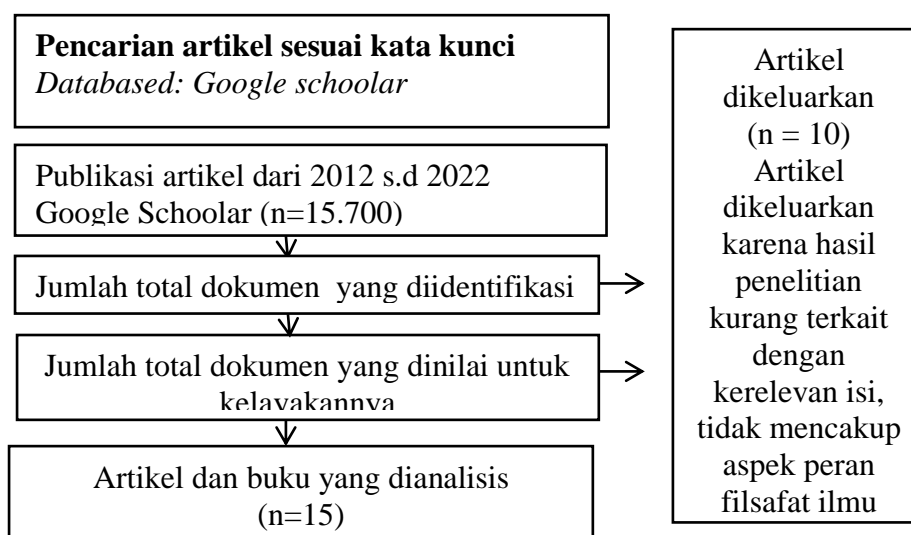 Pencarian artikel sesuai kata kunci
Databased: Google schoolar
Publikasi artikel dari 2012 s.d 2022
Google Schoolar (n=15.700)
Jumlah total dokumen yang diidentifikasi
Jumlah total dokumen yang dinilai untuk
kelayakannya
Artikel dan buku yang dianalisis
(n=15)
Artikel
dikeluarkan
(n = 10)
Artikel
dikeluarkan
karena hasil
penelitian
kurang terkait
dengan
kerelevan isi,
tidak mencakup
aspek peran
filsafat ilmu